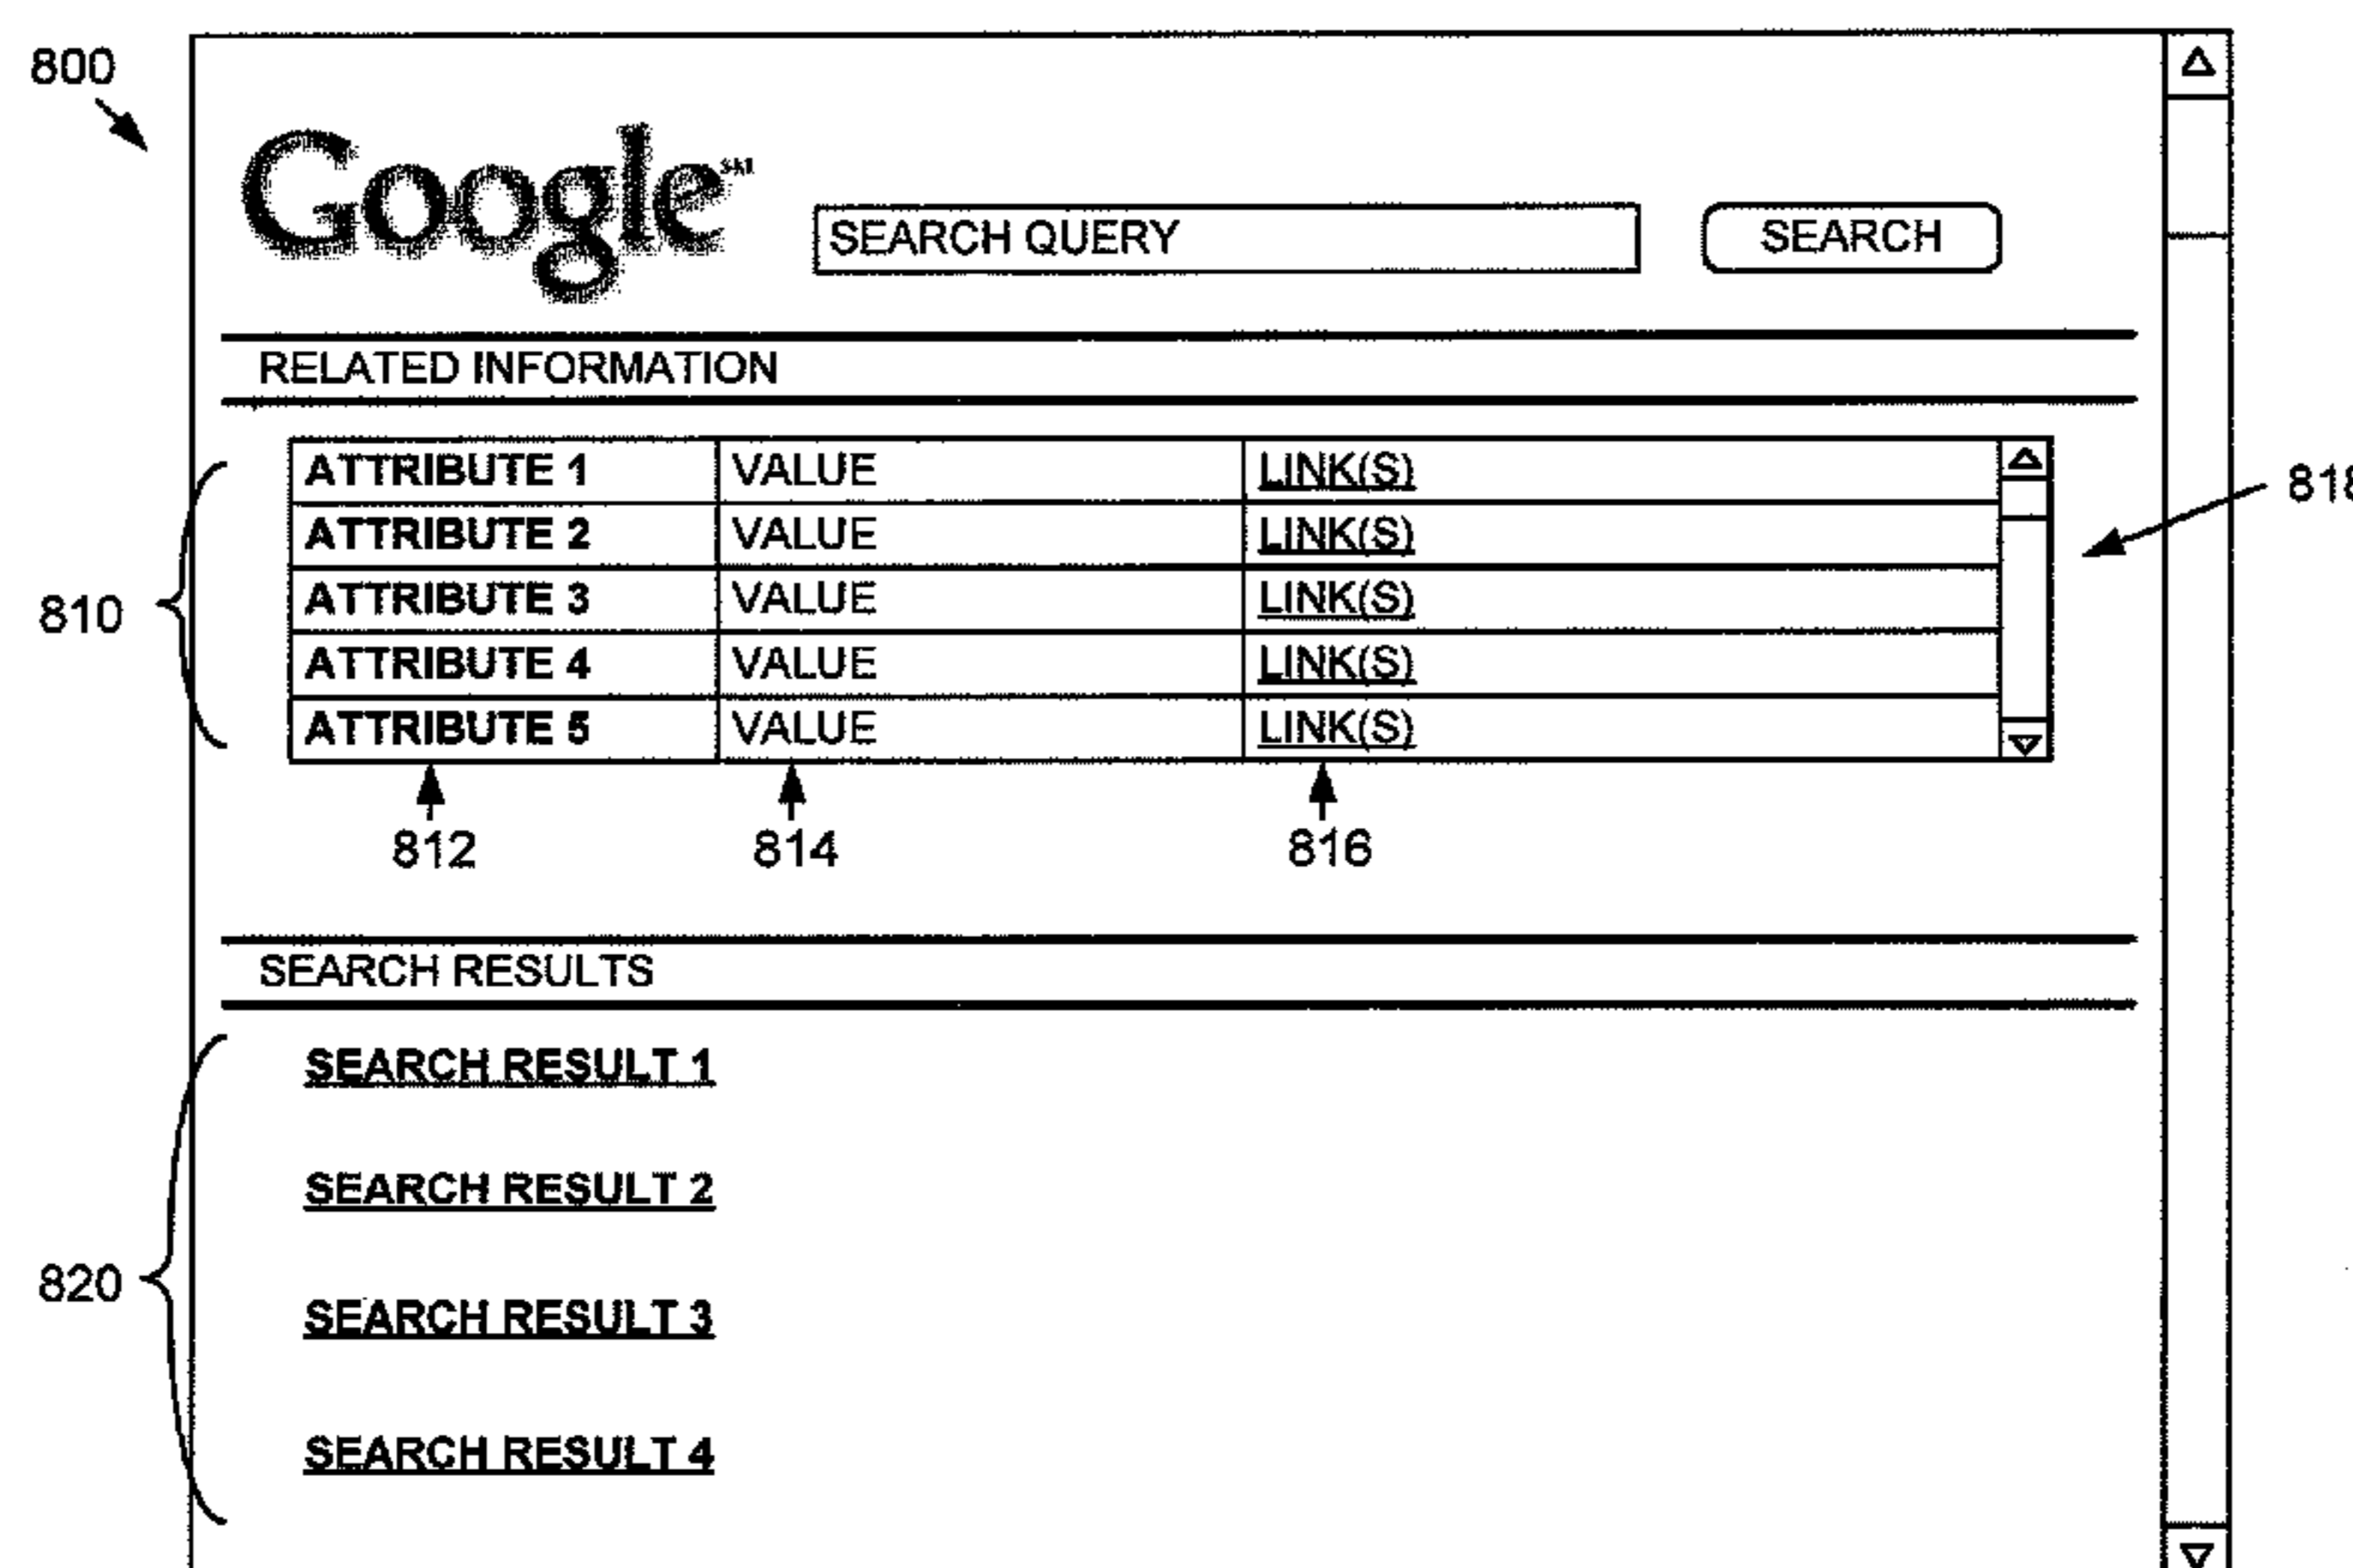 800
Google
SEARCH QUERY
SEARCH
RELATED INFORMATION
ATTRIBUTE 1 VALUE LINK(S)
ATTRIBUTE 2 VALUE LINK(S)
ATTRIBUTE 3 VALUE LINK(S)
ATTRIBUTE 4 VALUE LINK(S)
ATTRIBUTE 5 VALUE LINK(S)
810
818
812 814 816
SEARCH RESULTS
SEARCH RESULT 1
SEARCH RESULT 2
SEARCH RESULT 3
SEARCH RESULT 4
820